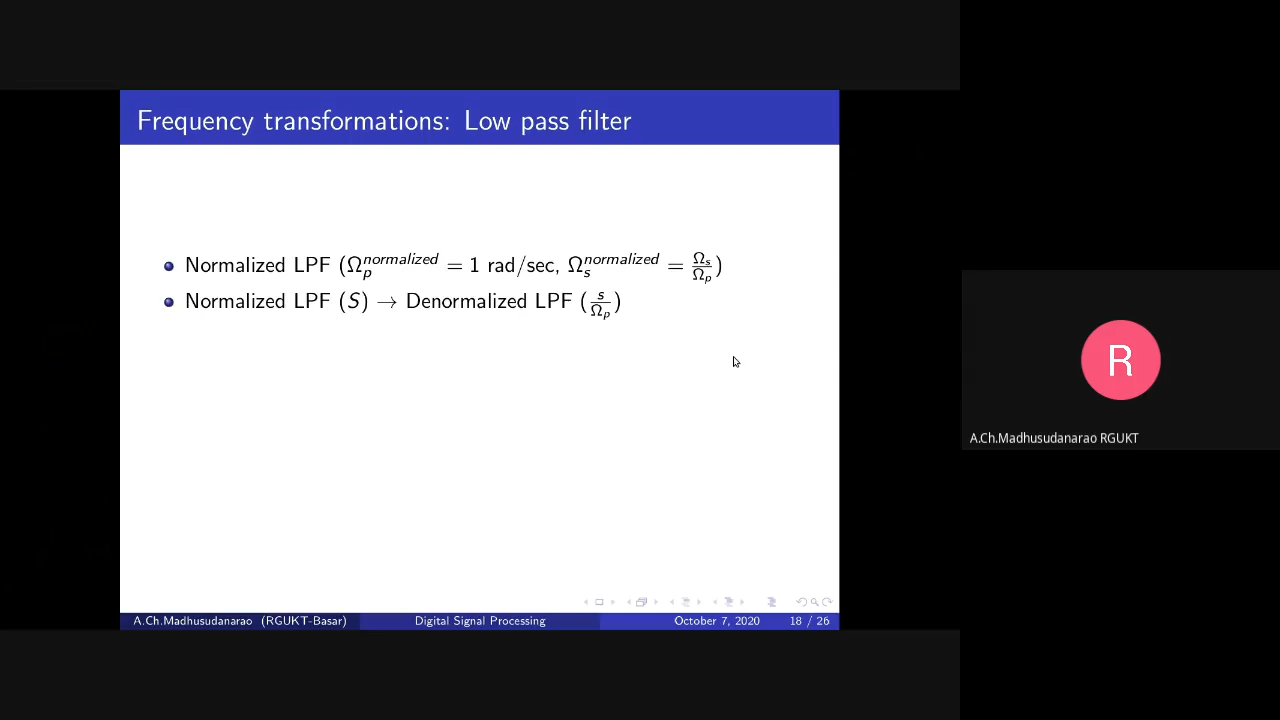 Frequency transformations: Low pass filter
Normalized LPF (Ω_p^normalized = 1 rad/sec, Ω_s^normalized = Ω_s/Ω_p)
Normalized LPF (S) → Denormalized LPF (s/Ω_p)
R
A.Ch.Madhusudanarao RGUKT
A.Ch.Madhusudanarao (RGUKT-Basar) Digital Signal Processing October 7, 2020 18 / 26